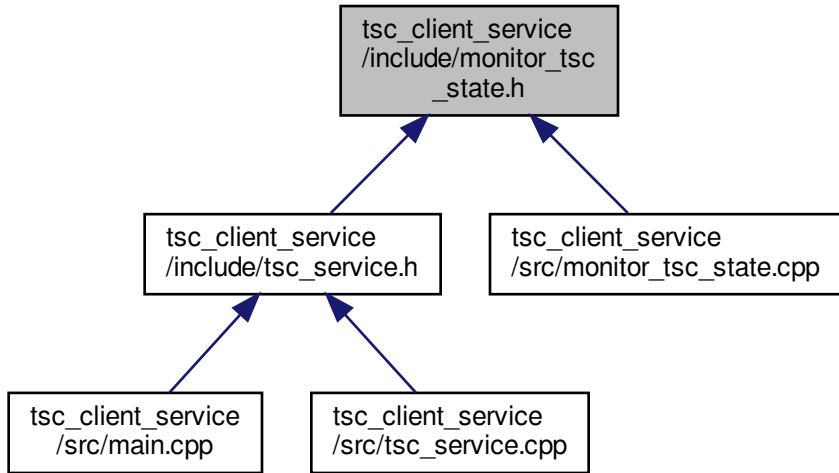 tsc_client_service
/include/monitor_tsc
_state.h
tsc_client_service
/include/tsc_service.h
tsc_client_service
/src/monitor_tsc_state.cpp
tsc_client_service
/src/main.cpp
tsc_client_service
/src/tsc_service.cpp